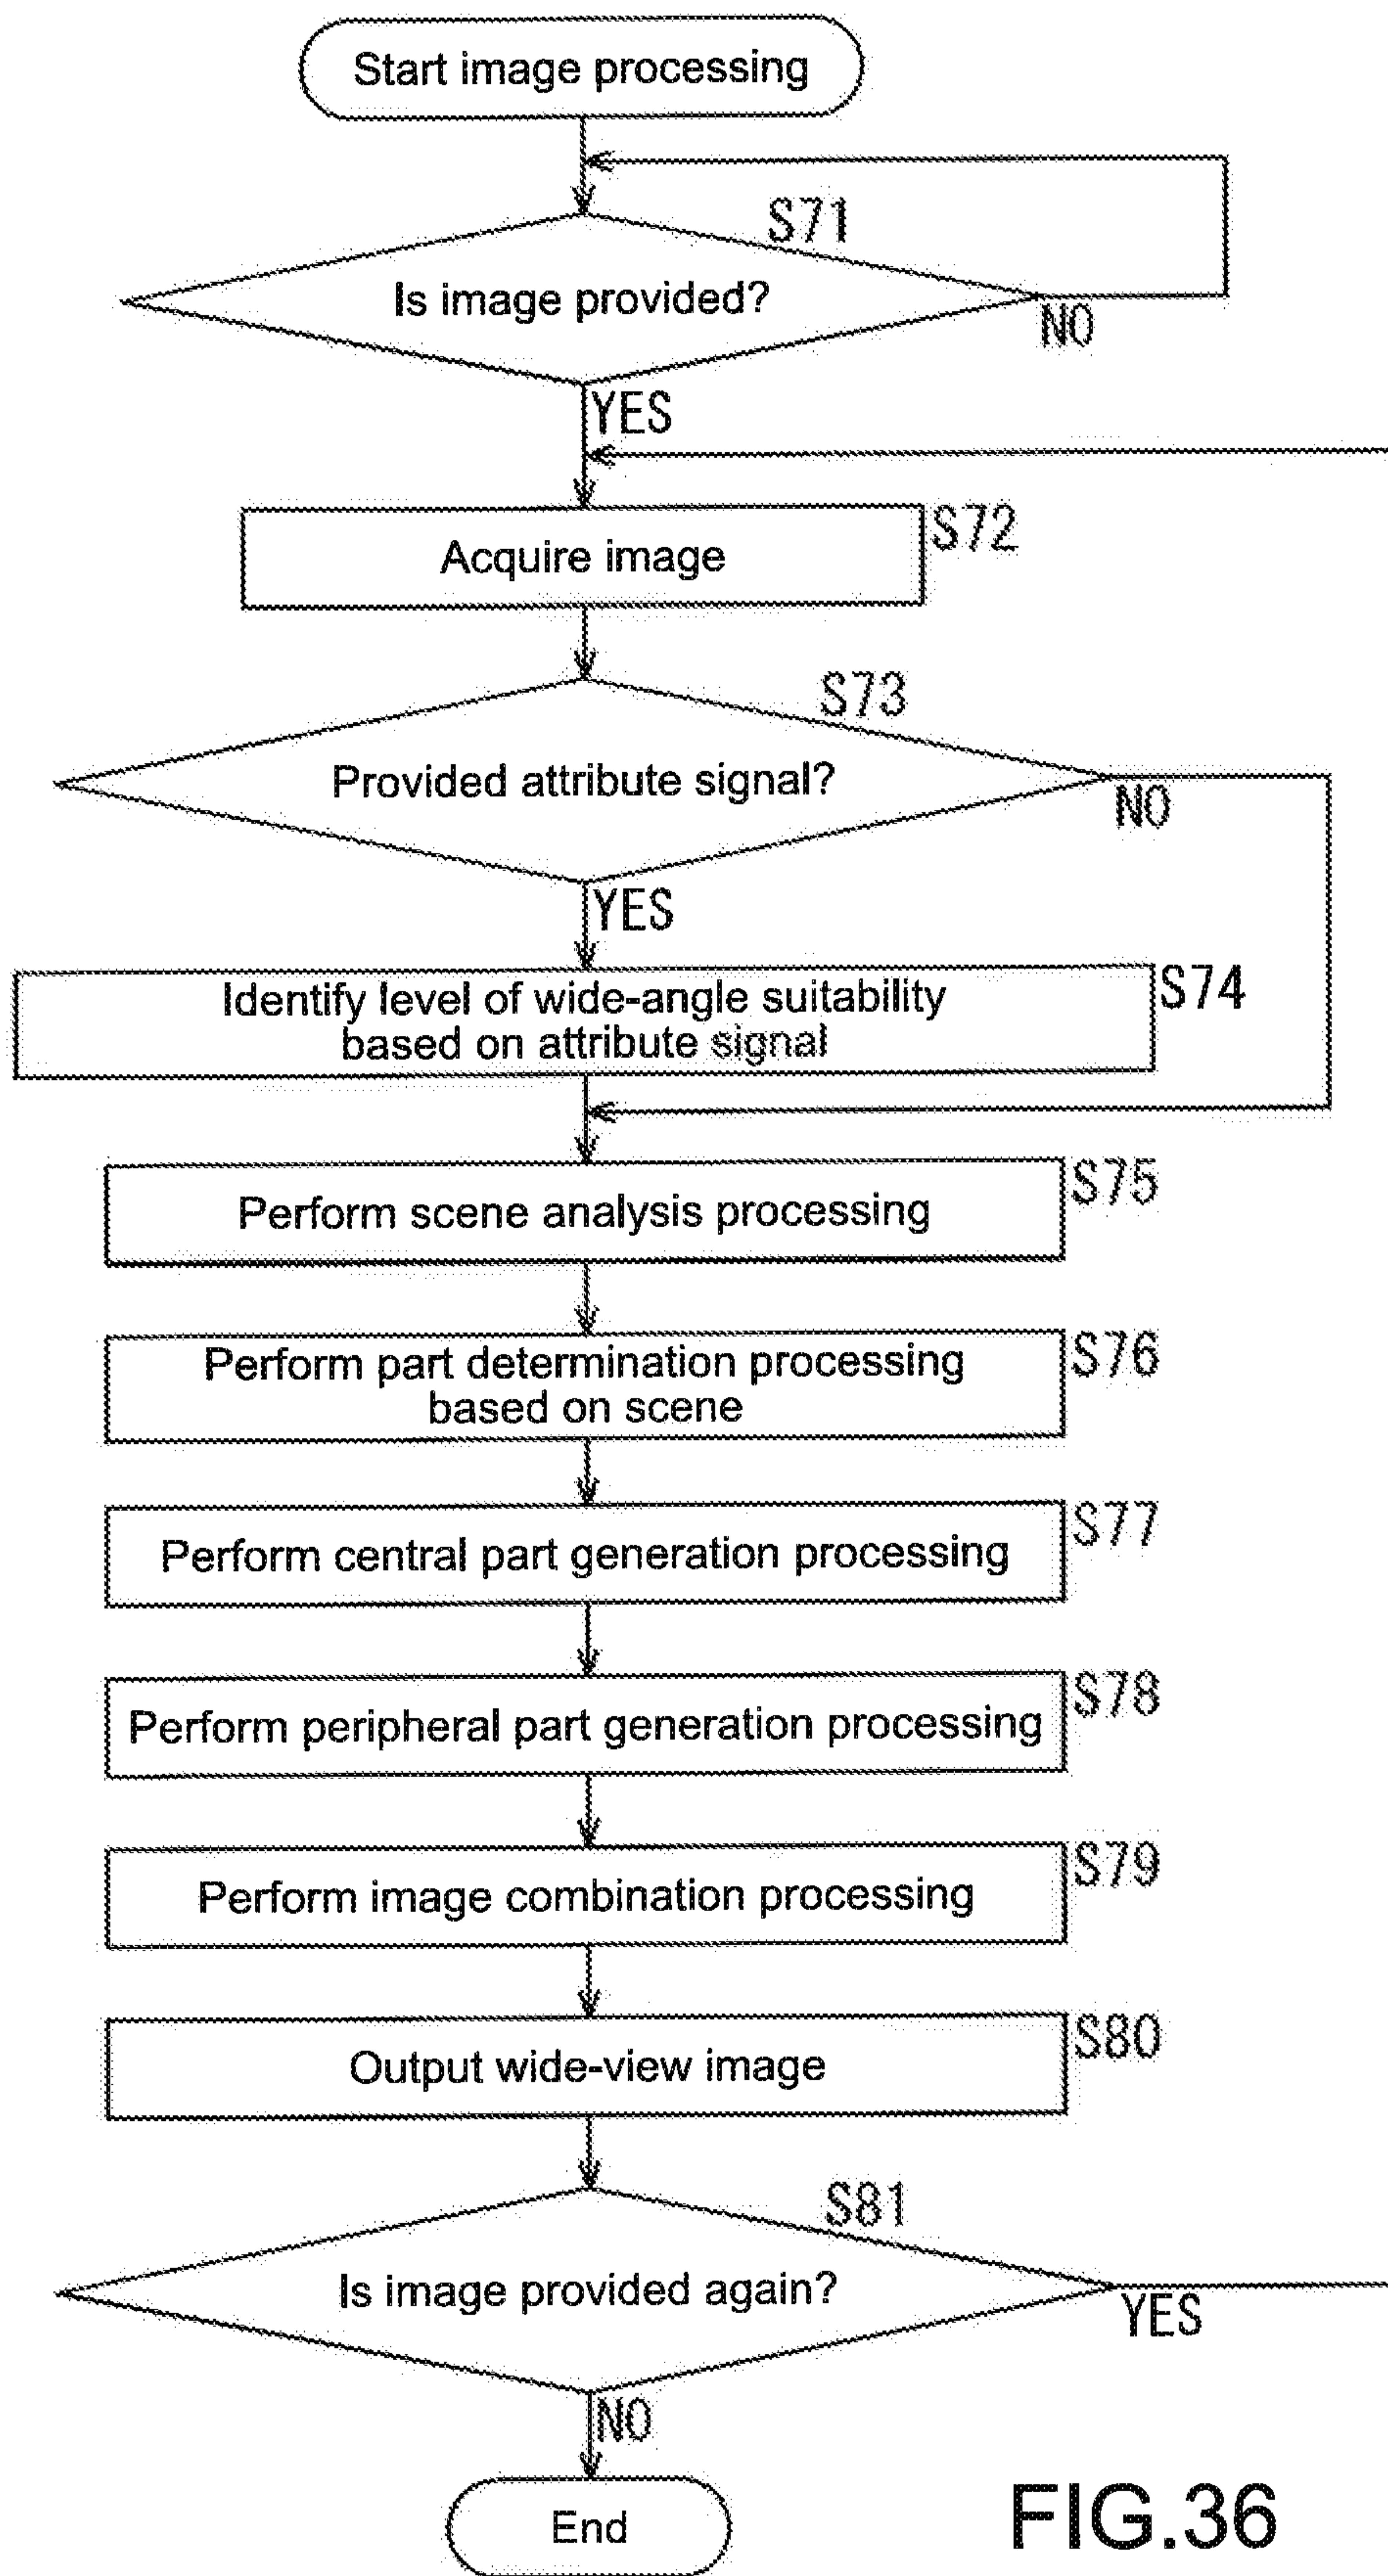 Start image processing
S71
Is image provided?
NO
YES
S72
Acquire image
S73
Provided attribute signal?
NO
YES
S74
Identify level of wide-angle suitability
based on attribute signal
S75
Perform scene analysis processing
S76
Perform part determination processing
based on scene
S77
Perform central part generation processing
S78
Perform peripheral part generation processing
S79
Perform image combination processing
S80
Output wide-view image
S81
Is image provided again?
YES
NO
End
FIG.36